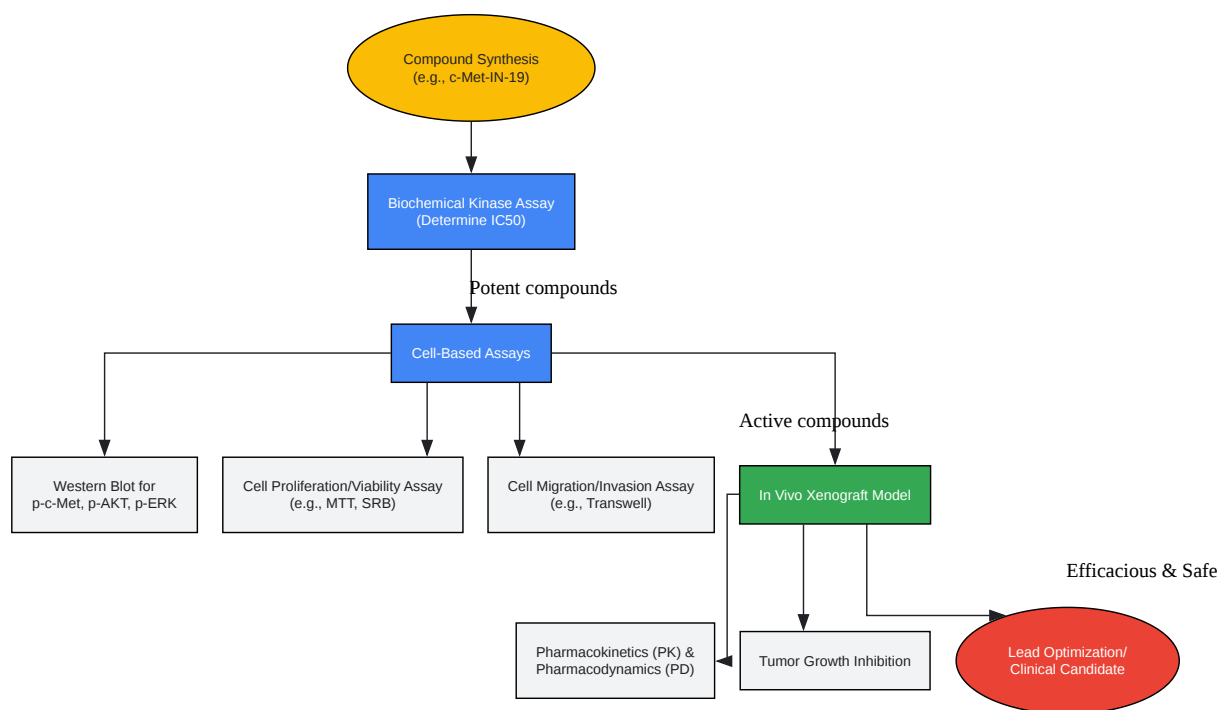 Compound Synthesis
(e.g., c-Met-IN-19)
Biochemical Kinase Assay
(Determine IC50)
Potent compounds
Cell-Based Assays
Active compounds
Western Blot for
p-c-Met, p-AKT, p-ERK
Cell Proliferation/Viability Assay
(e.g., MTT, SRB)
Cell Migration/Invasion Assay
(e.g., Transwell)
In Vivo Xenograft Model
Efficacious & Safe
Pharmacokinetics (PK) &
Pharmacodynamics (PD)
Tumor Growth Inhibition
Lead Optimization/
Clinical Candidate